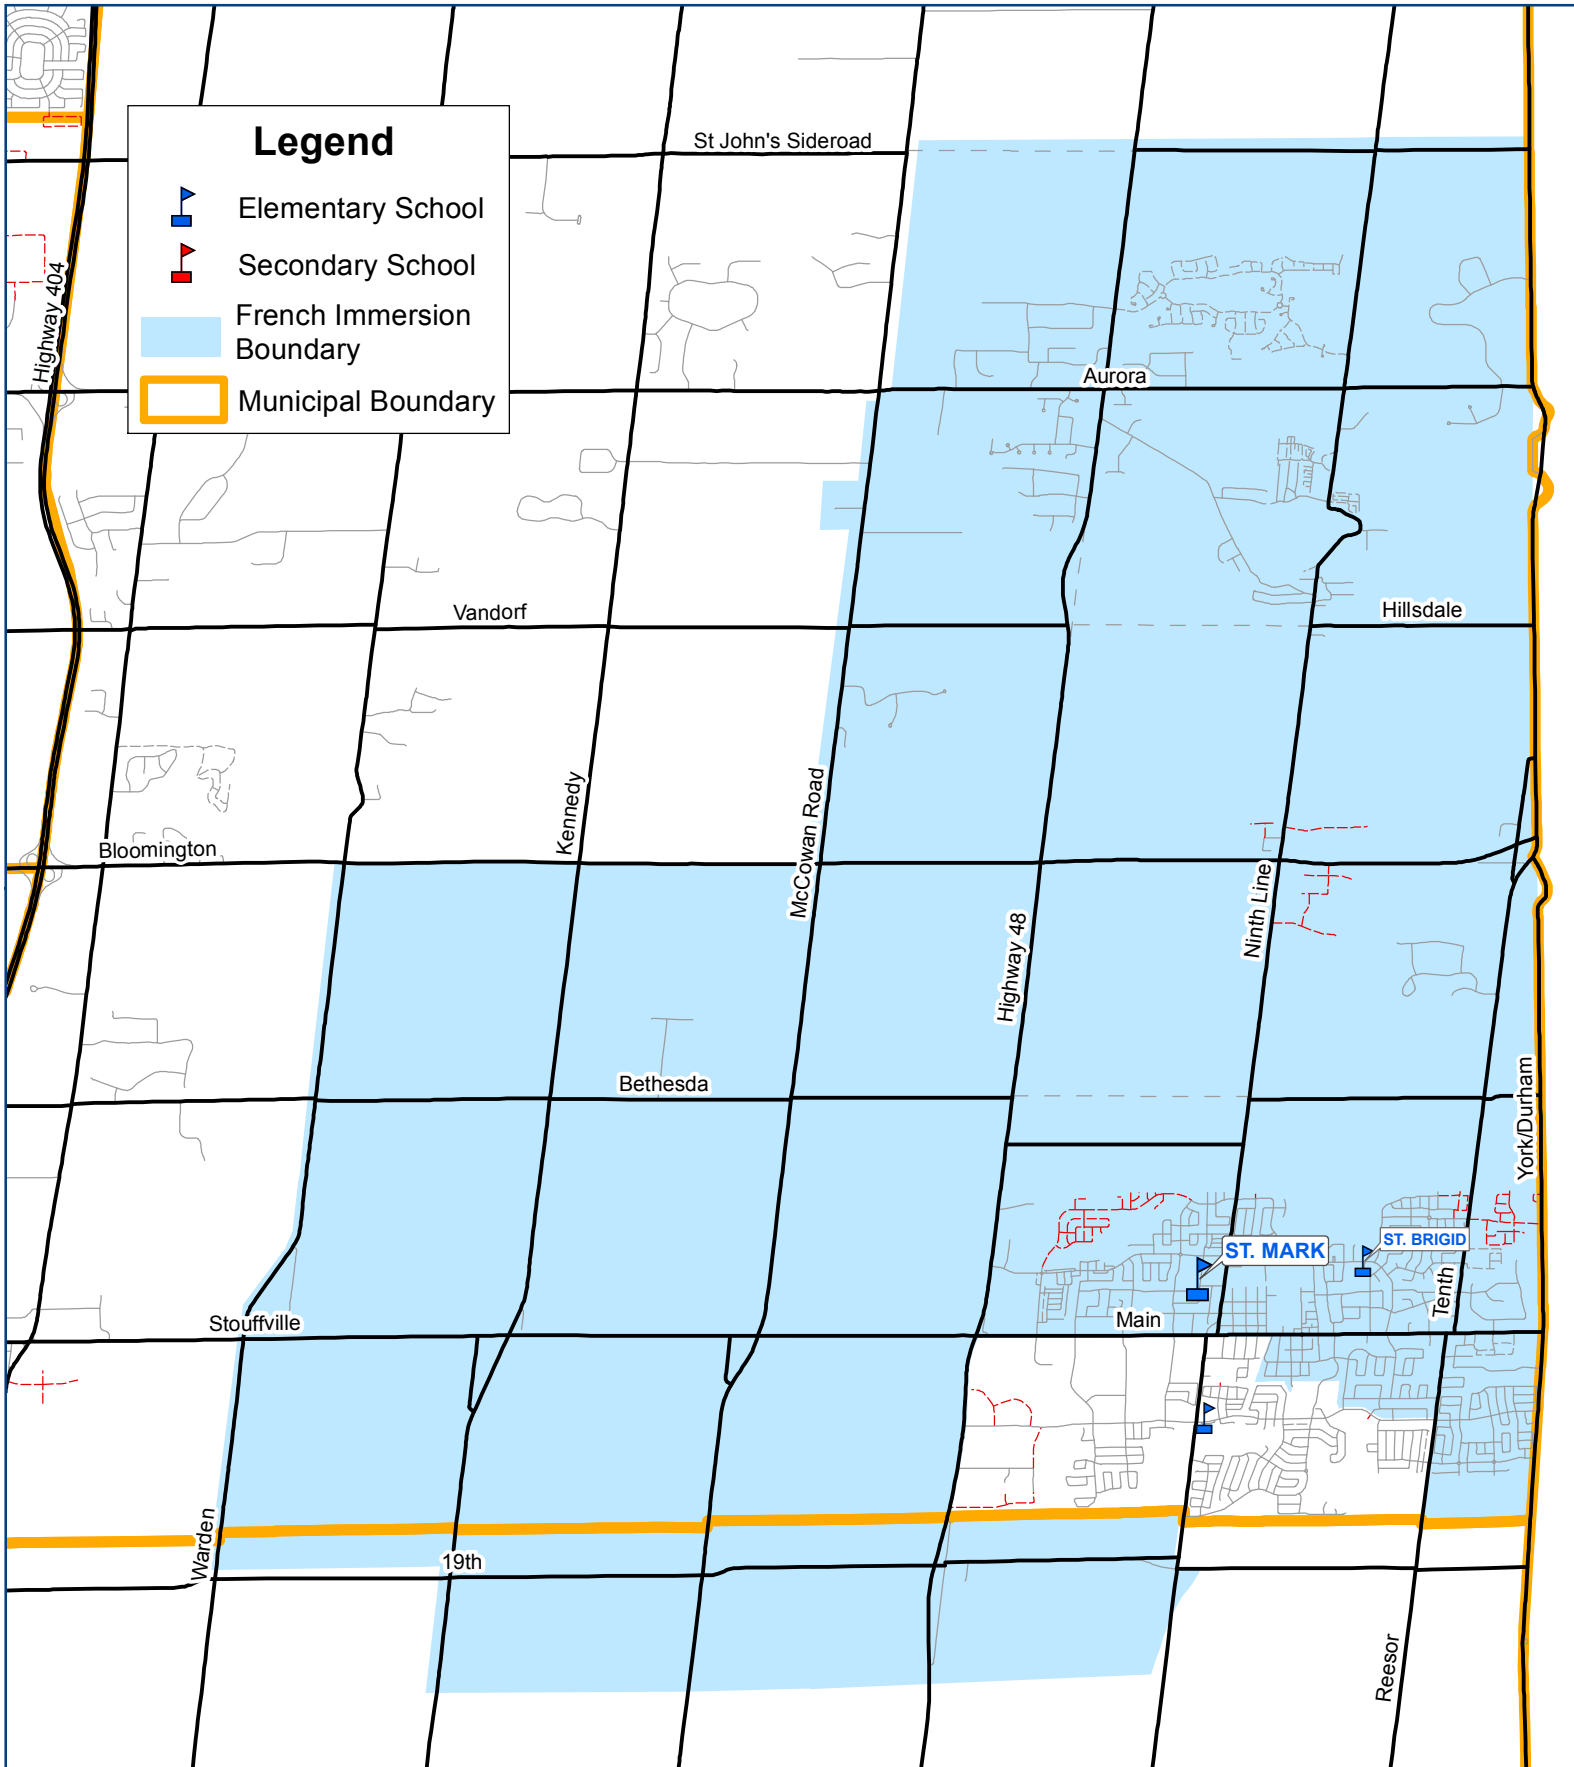 St John's Sideroad
Legend
Elementary School
Secondary School
French Immersion
Boundary
Municipal Boundary
Highway 404
Aurora
Vandorf
Hillsdale
Kennedy
McCowan Road
Bloomington
Ninth Line
Highway 48
Bethesda
York/Durham
ST. MARK
ST. BRIGID
Tenth
Stouffville
Main
Warden
19th
Reesor